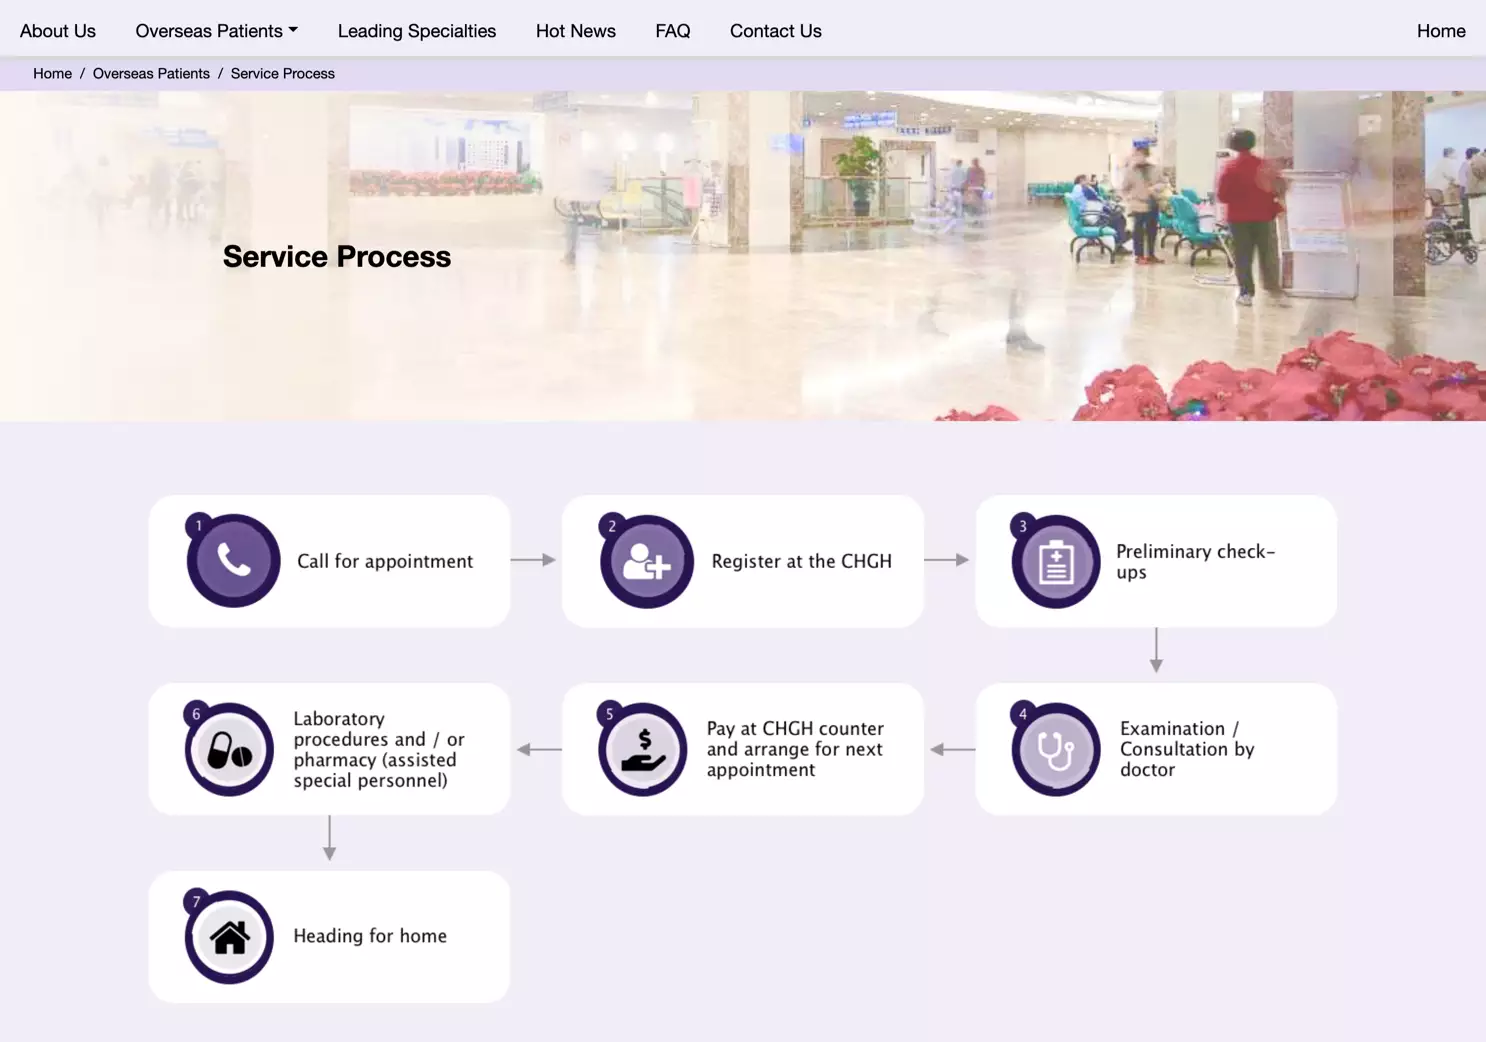 About Us Overseas Patients Leading Specialties Hot News FAQ Contact Us Home
Home / Overseas Patients / Service Process
Service Process
1
Call for appointment
2
Register at the CHGH
3
Preliminary check-
ups
4
Examination /
Consultation by
doctor
5
Pay at CHGH counter
and arrange for next
appointment
6
Laboratory
procedures and / or
pharmacy (assisted
special personnel)
7
Heading for home